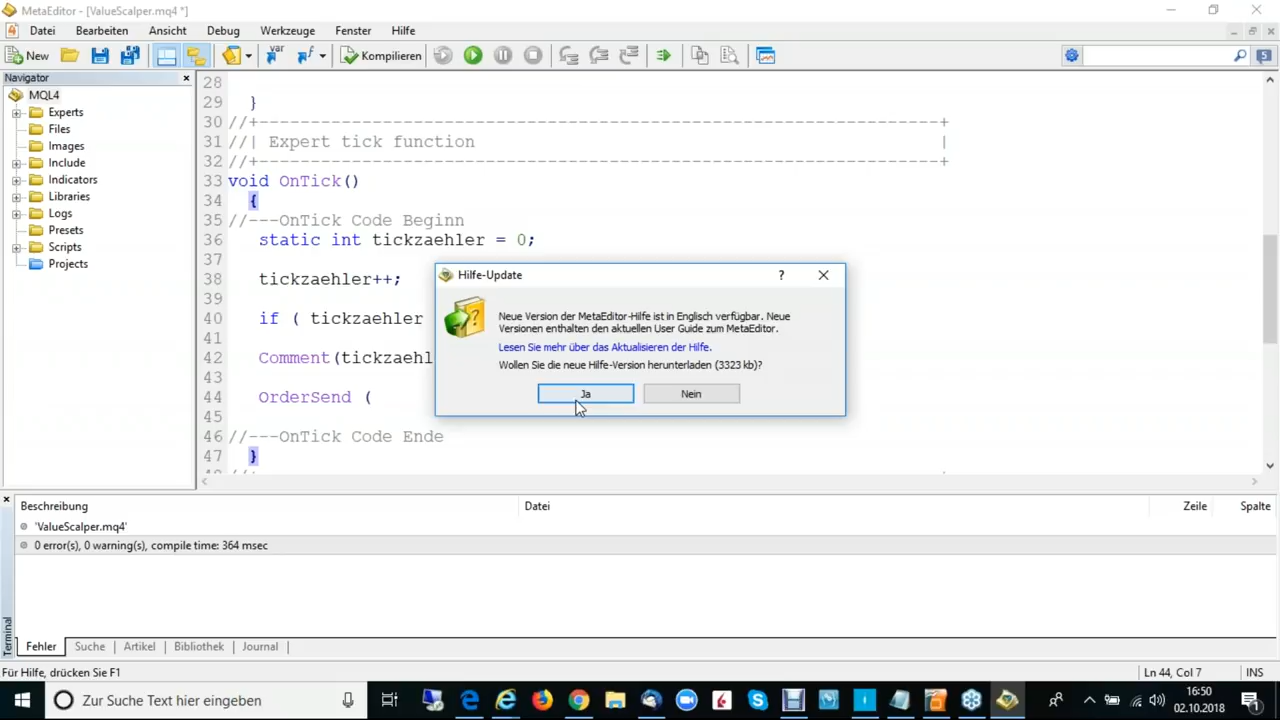 MetaEditor - [ValueScalper.mq4 *]
Datei Bearbeiten Ansicht Debug Werkzeuge Fenster Hilfe
New Kompilieren 5
Navigator
MQL4
Experts
Files
Images
Include
Indicators
Libraries
Logs
Presets
Scripts
Projects
28
29 }
30 //+------------------------------------------------------------------+
31 //| Expert tick function |
32 //+------------------------------------------------------------------+
33 void OnTick()
34 {
35 //---OnTick Code Beginn
36 static int tickzaehler = 0;
37
38 tickzaehler++;
39
40 if ( tickzaehler
41
42 Comment(tickzaehl
43
44 OrderSend (
45
46 //---OnTick Code Ende
47 }
Hilfe-Update ?
Neue Version der MetaEditor-Hilfe ist in Englisch verfügbar. Neue
Versionen enthalten den aktuellen User Guide zum MetaEditor.
Lesen Sie mehr über das Aktualisieren der Hilfe.
Wollen Sie die neue Hilfe-Version herunterladen (3323 kb)?
Ja Nein
Beschreibung Datei Zeile Spalte
'ValueScalper.mq4'
0 error(s), 0 warning(s), compile time: 364 msec
Terminal
Fehler Suche Artikel Bibliothek Journal
Für Hilfe, drücken Sie F1 Ln 44, Col 7 INS
Zur Suche Text hier eingeben
16:50
02.10.2018